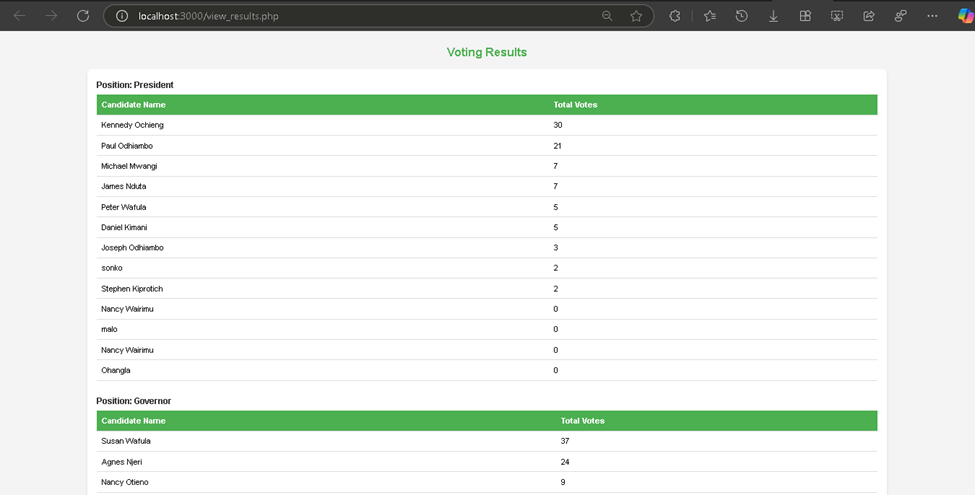 localhost:3000/view_results.php
Voting Results
Position: President
Candidate Name Total Votes
Kennedy Ochieng 30
Paul Odhiambo 21
Michael Mwangi 7
James Nduta 7
Peter Wafula 5
Daniel Kimani 5
Joseph Odhiambo 3
sonko 2
Stephen Kiprotich 2
Nancy Wairimu 0
malo 0
Nancy Wairimu 0
Ohangla 0
Position: Governor
Candidate Name Total Votes
Susan Wafula 37
Agnes Njeri 24
Nancy Otieno 9